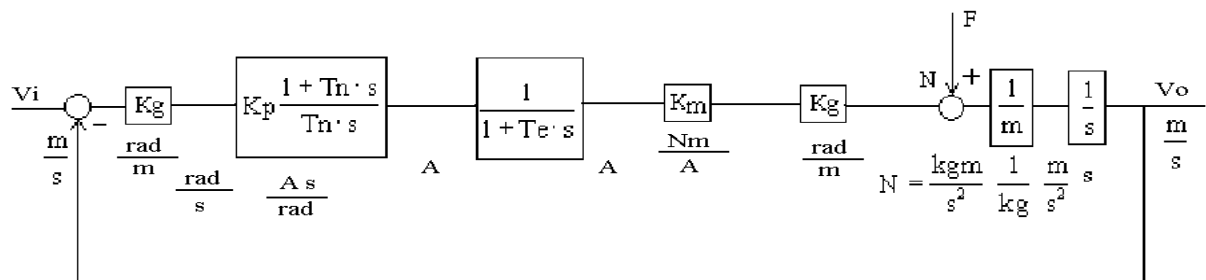 F
Vi
Kg
Kp 1 + Tn · s / Tn · s
1 / 1 + Te · s
Km
Kg
N +
1 / m
1 / s
Vo
−
m / s
rad / m
rad / s
A s / rad
A
A
Nm / A
rad / m
N = kgm / s²
1 / kg
m / s²
s
m / s